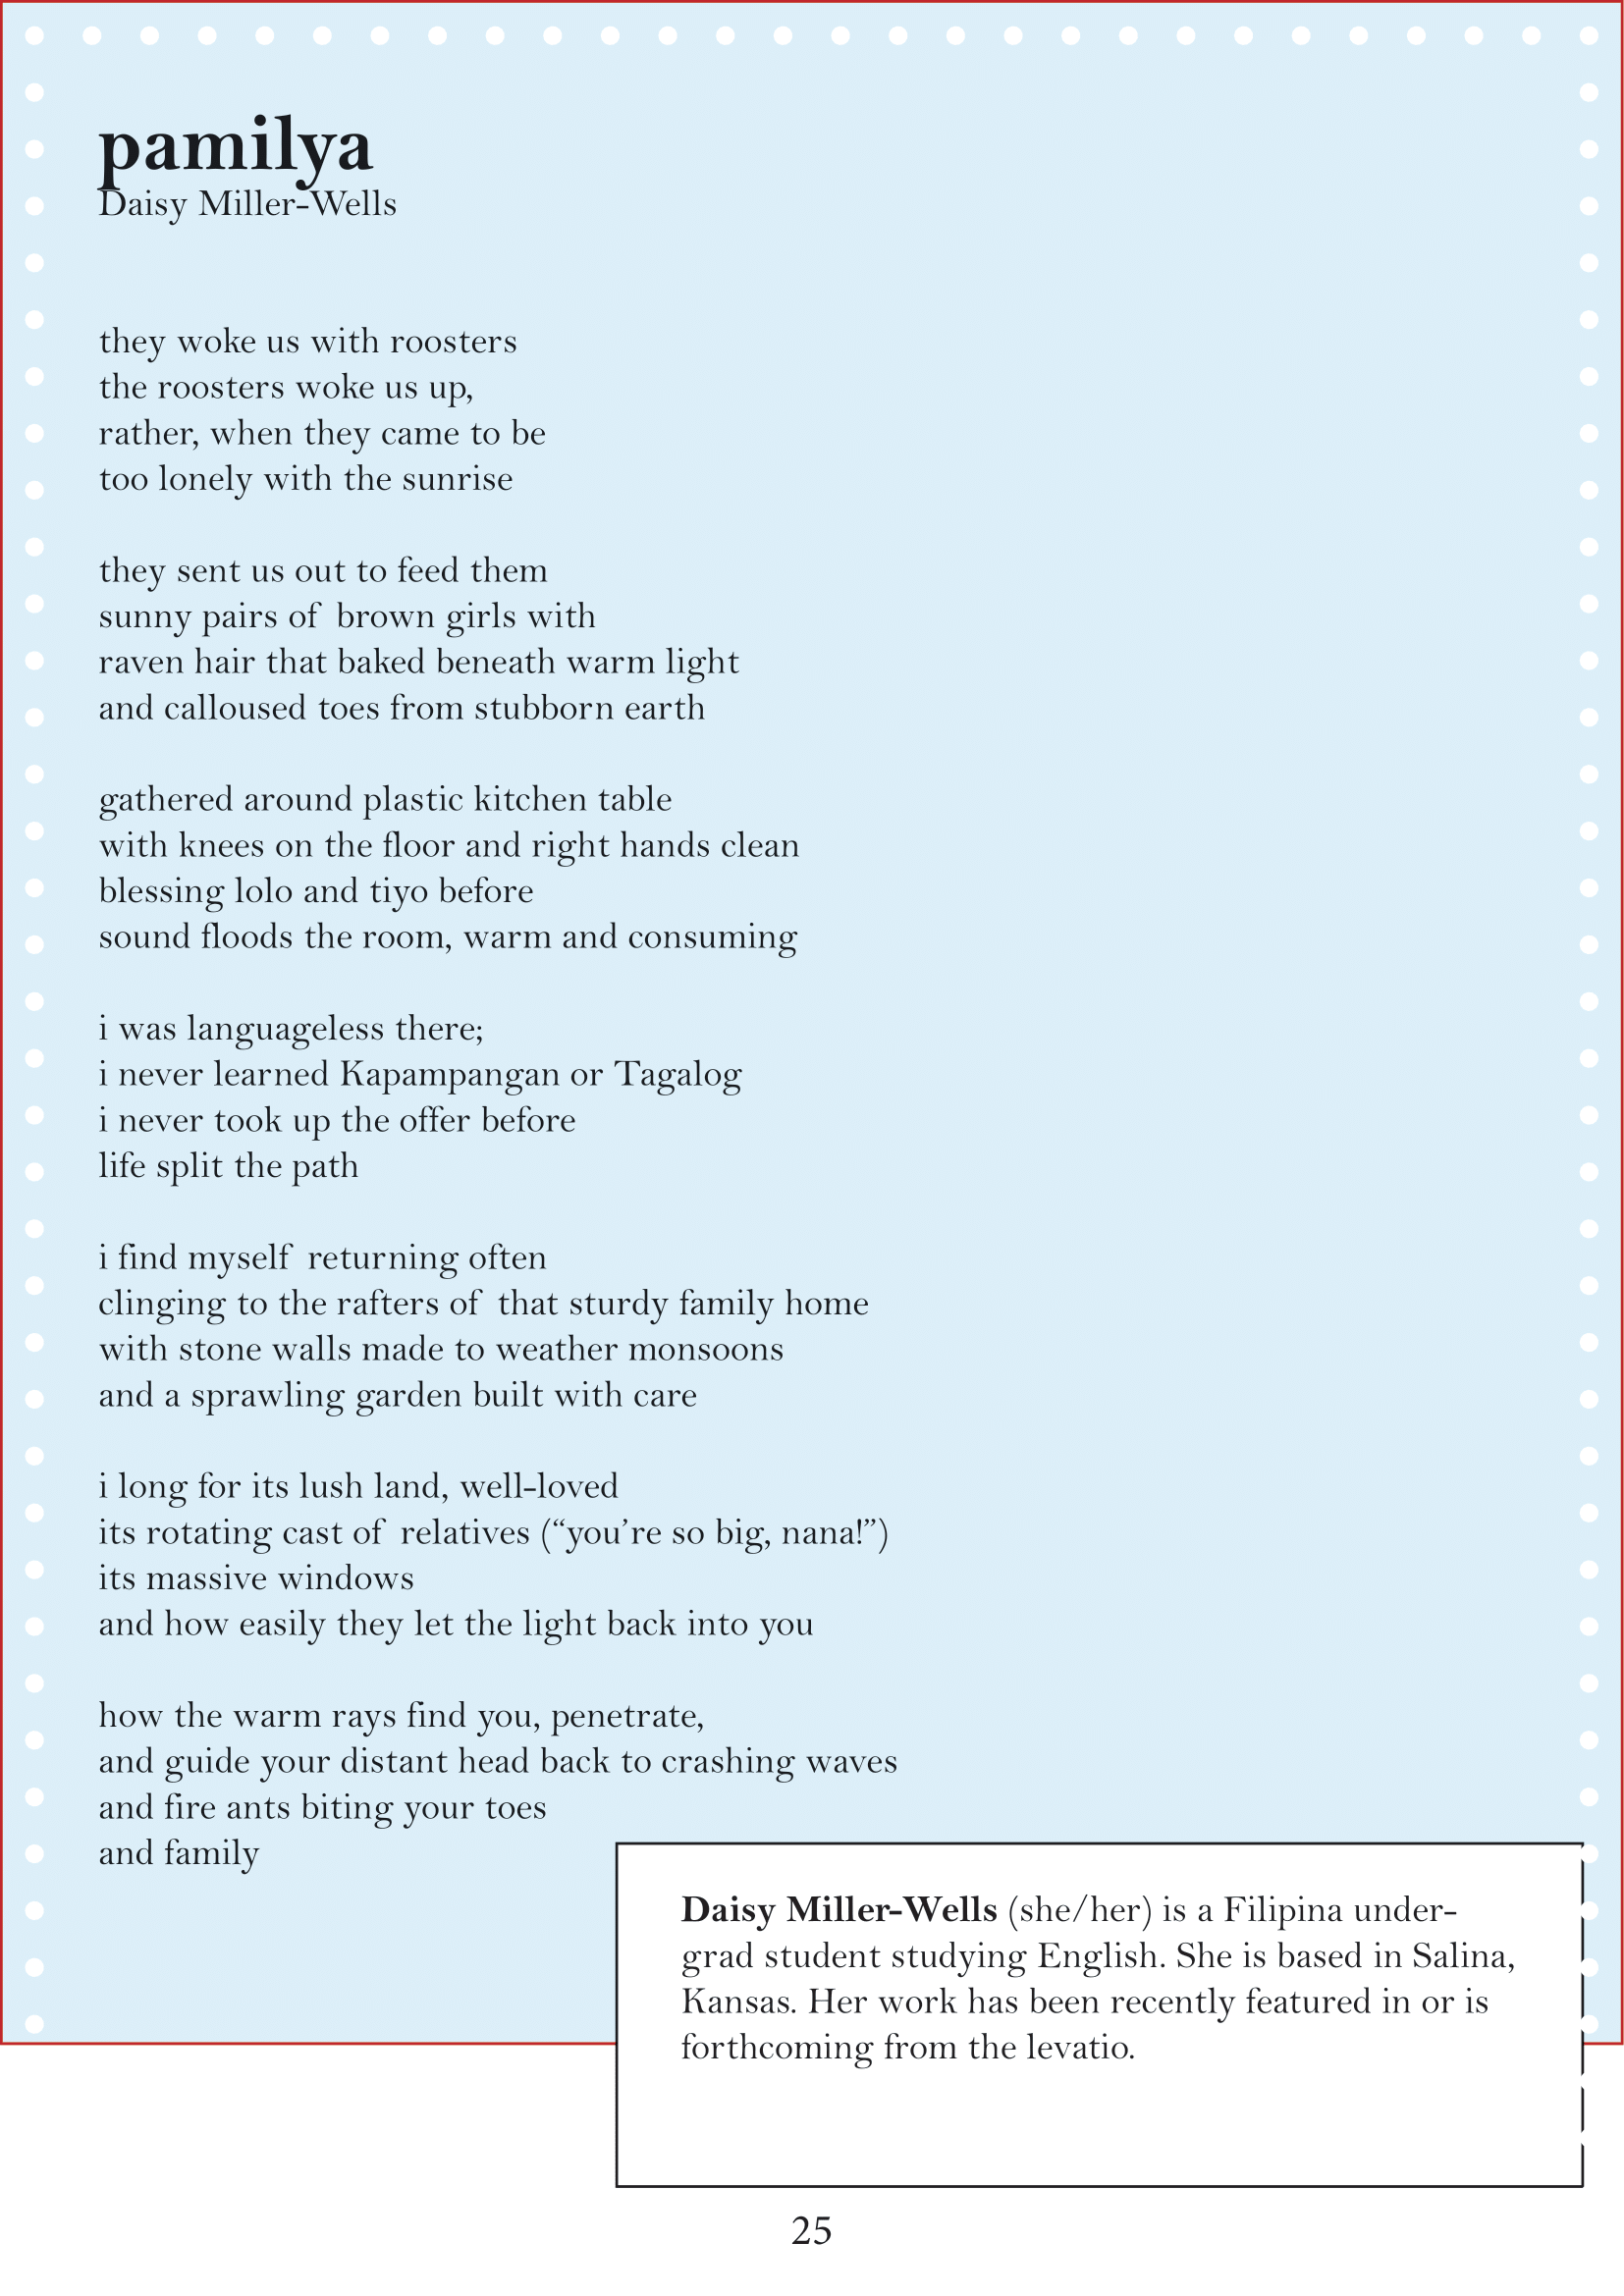 pamilya
Daisy Miller-Wells
they woke us with roosters
the roosters woke us up,
rather, when they came to be
too lonely with the sunrise
they sent us out to feed them
sunny pairs of brown girls with
raven hair that baked beneath warm light
and calloused toes from stubborn earth
gathered around plastic kitchen table
with knees on the floor and right hands clean
blessing lolo and tiyo before
sound floods the room, warm and consuming
i was languageless there;
i never learned Kapampangan or Tagalog
i never took up the offer before
life split the path
i find myself returning often
clinging to the rafters of that sturdy family home
with stone walls made to weather monsoons
and a sprawling garden built with care
i long for its lush land, well-loved
its rotating cast of relatives (“you’re so big, nana!”)
its massive windows
and how easily they let the light back into you
how the warm rays find you, penetrate,
and guide your distant head back to crashing waves
and fire ants biting your toes
and family
Daisy Miller-Wells (she/her) is a Filipina under-
grad student studying English. She is based in Salina,
Kansas. Her work has been recently featured in or is
forthcoming from the levatio.
25